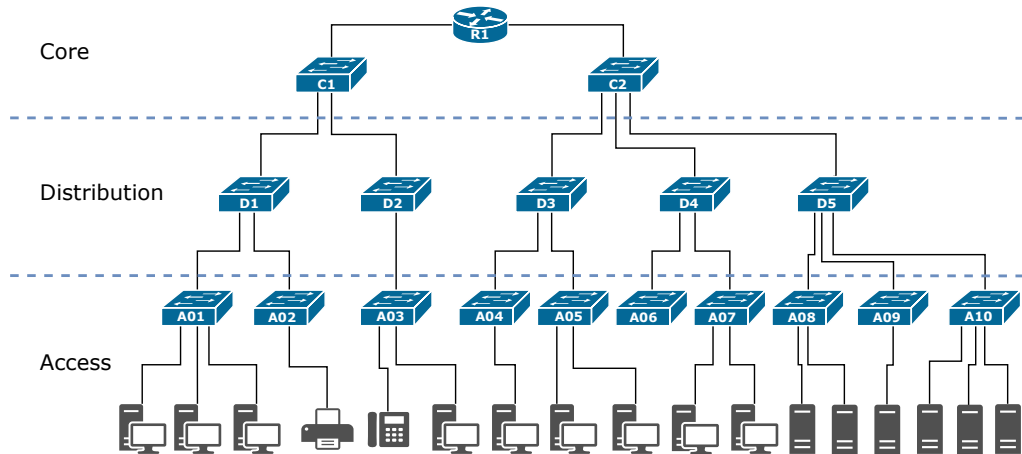 R1
Core
C1
C2
Distribution
D1
D2
D3
D4
D5
A01
A02
A03
A04
A05
A06
A07
A08
A09
A10
Access